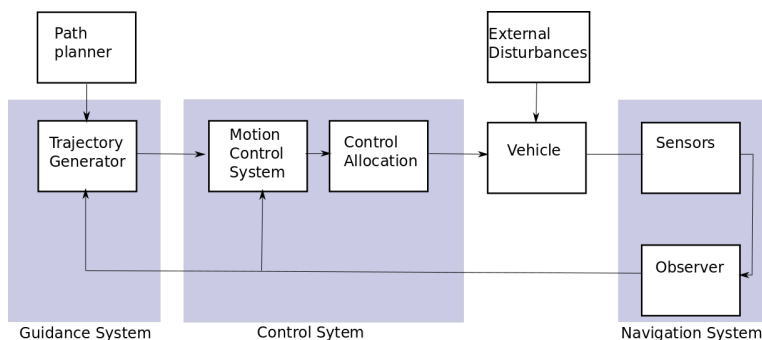 Path
planner
External
Disturbances
Trajectory
Generator
Motion
Control
System
Control
Allocation
Vehicle
Sensors
Observer
Guidance System
Control Sytem
Navigation System